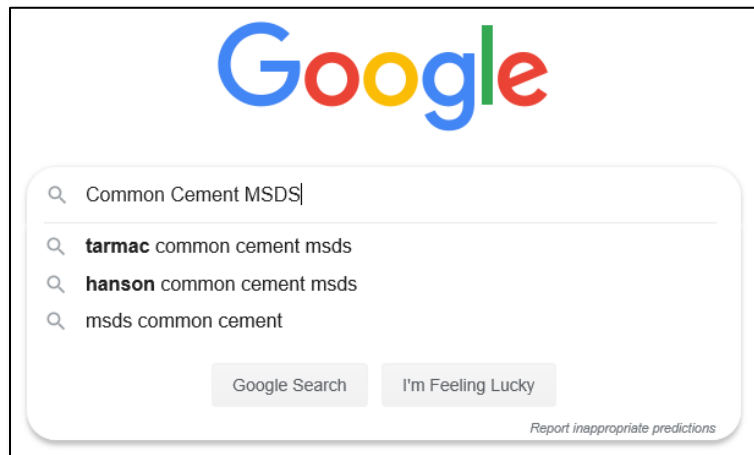 Google
Common Cement MSDS
tarmac common cement msds
hanson common cement msds
msds common cement
Google Search I'm Feeling Lucky
Report inappropriate predictions